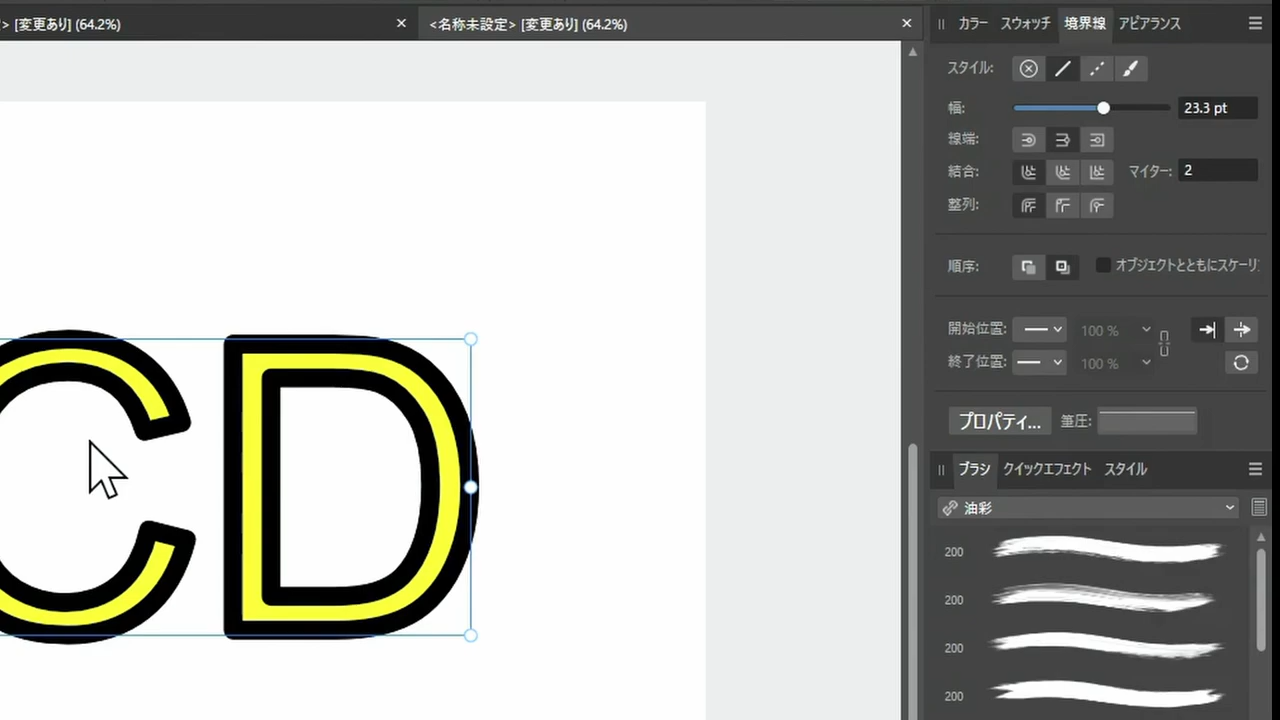 > [変更あり] (64.2%)
<名称未設定> [変更あり] (64.2%)
カラー スウォッチ 境界線 アピアランス
スタイル:
幅: 23.3 pt
線端:
結合: マイター: 2
整列:
順序: オブジェクトとともにスケーリ
開始位置: 100 %
終了位置: 100 %
プロパティ... 筆圧:
CD
ブラシ クイックエフェクト スタイル
油彩
200
200
200
200